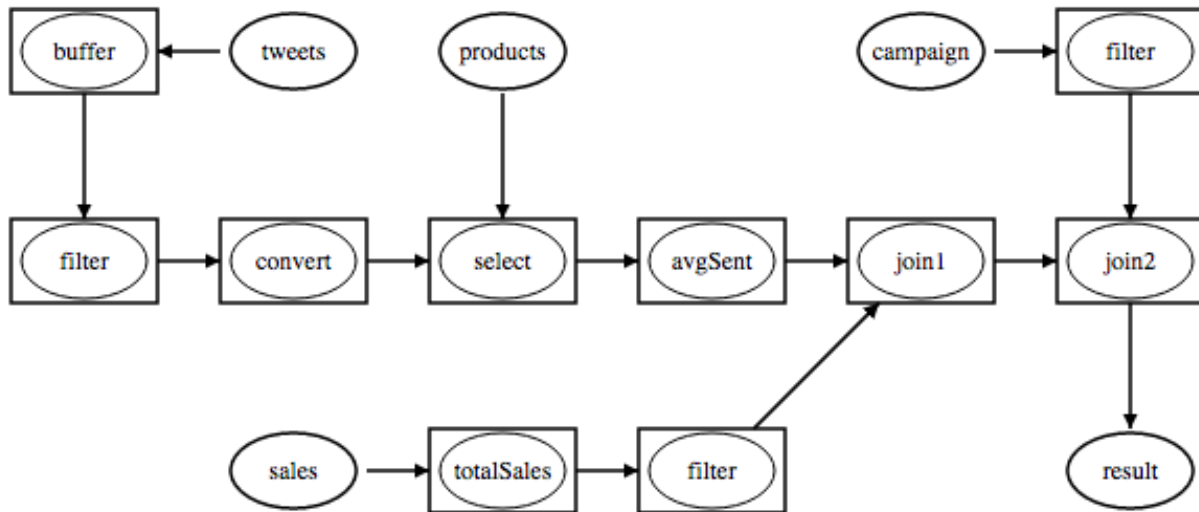 buffer
tweets
products
campaign
filter
filter
convert
select
avgSent
join1
join2
sales
totalSales
filter
result